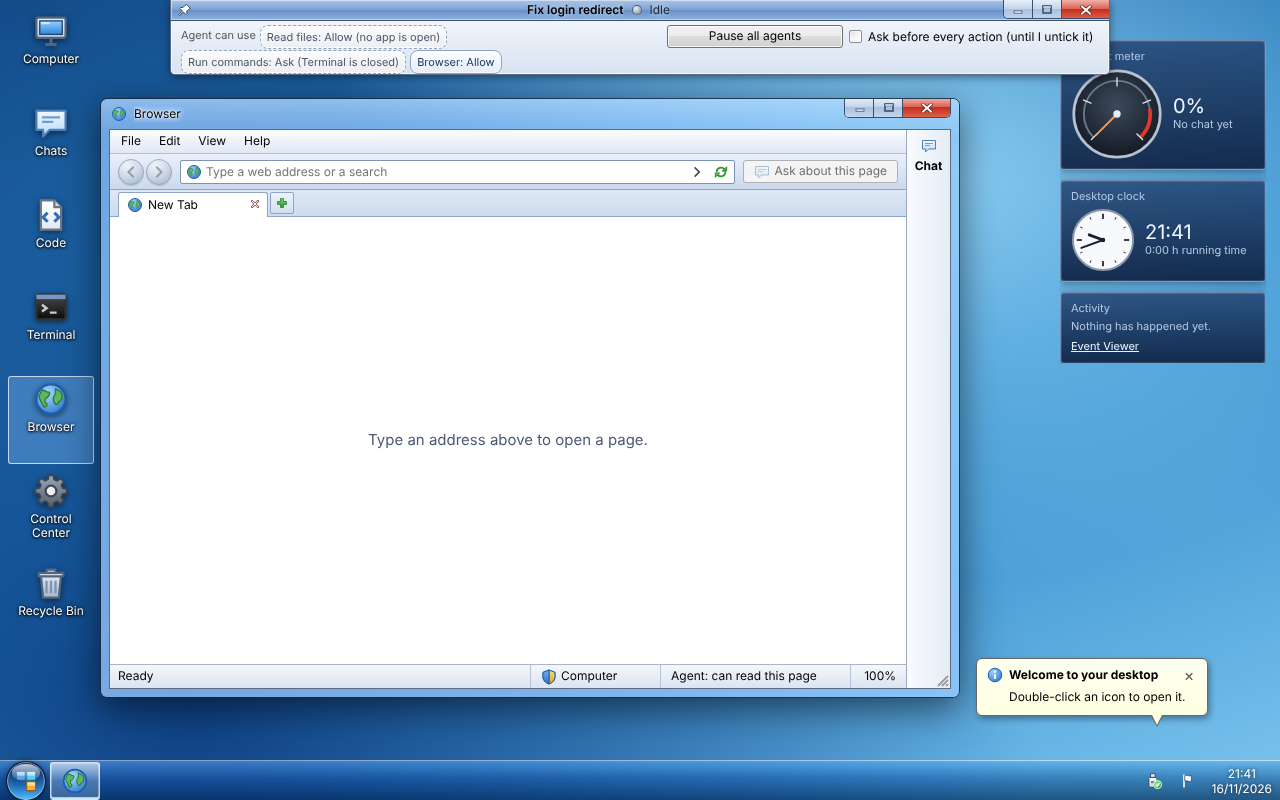 Computer
Chats
Code
Terminal
Browser
Control
Center
Recycle Bin
Fix login redirect Idle
Agent can use Read files: Allow (no app is open)
Run commands: Ask (Terminal is closed) Browser: Allow
Pause all agents Ask before every action (until I untick it)
Browser
File Edit View Help
Type a web address or a search Ask about this page
New Tab
Type an address above to open a page.
Ready Computer Agent: can read this page 100%
Chat
meter
0%
No chat yet
Desktop clock
21:41
0:00 h running time
Activity
Nothing has happened yet.
Event Viewer
Welcome to your desktop
Double-click an icon to open it.
21:41
16/11/2026